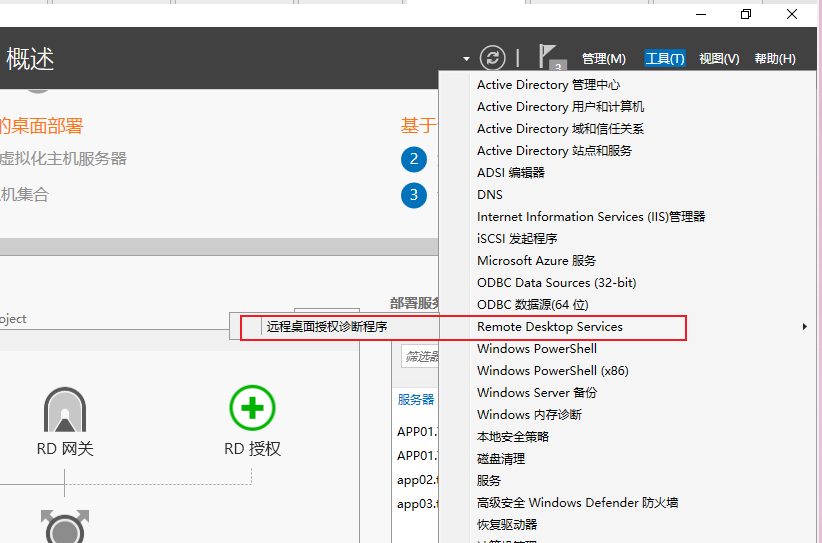 概述
3
管理(M)
工具(T)
视图(V)
帮助(H)
的桌面部署
虚拟化主机服务器
机集合
基于
2
3
部署服务
筛选器
服务器
APP01.
APP01.
app02.
app03.
RD 网关
RD 授权
远程桌面授权诊断程序
Active Directory 管理中心
Active Directory 用户和计算机
Active Directory 域和信任关系
Active Directory 站点和服务
ADSI 编辑器
DNS
Internet Information Services (IIS)管理器
iSCSI 发起程序
Microsoft Azure 服务
ODBC Data Sources (32-bit)
ODBC 数据源(64 位)
Remote Desktop Services
Windows PowerShell
Windows PowerShell (x86)
Windows Server 备份
Windows 内存诊断
本地安全策略
磁盘清理
服务
高级安全 Windows Defender 防火墙
恢复驱动器